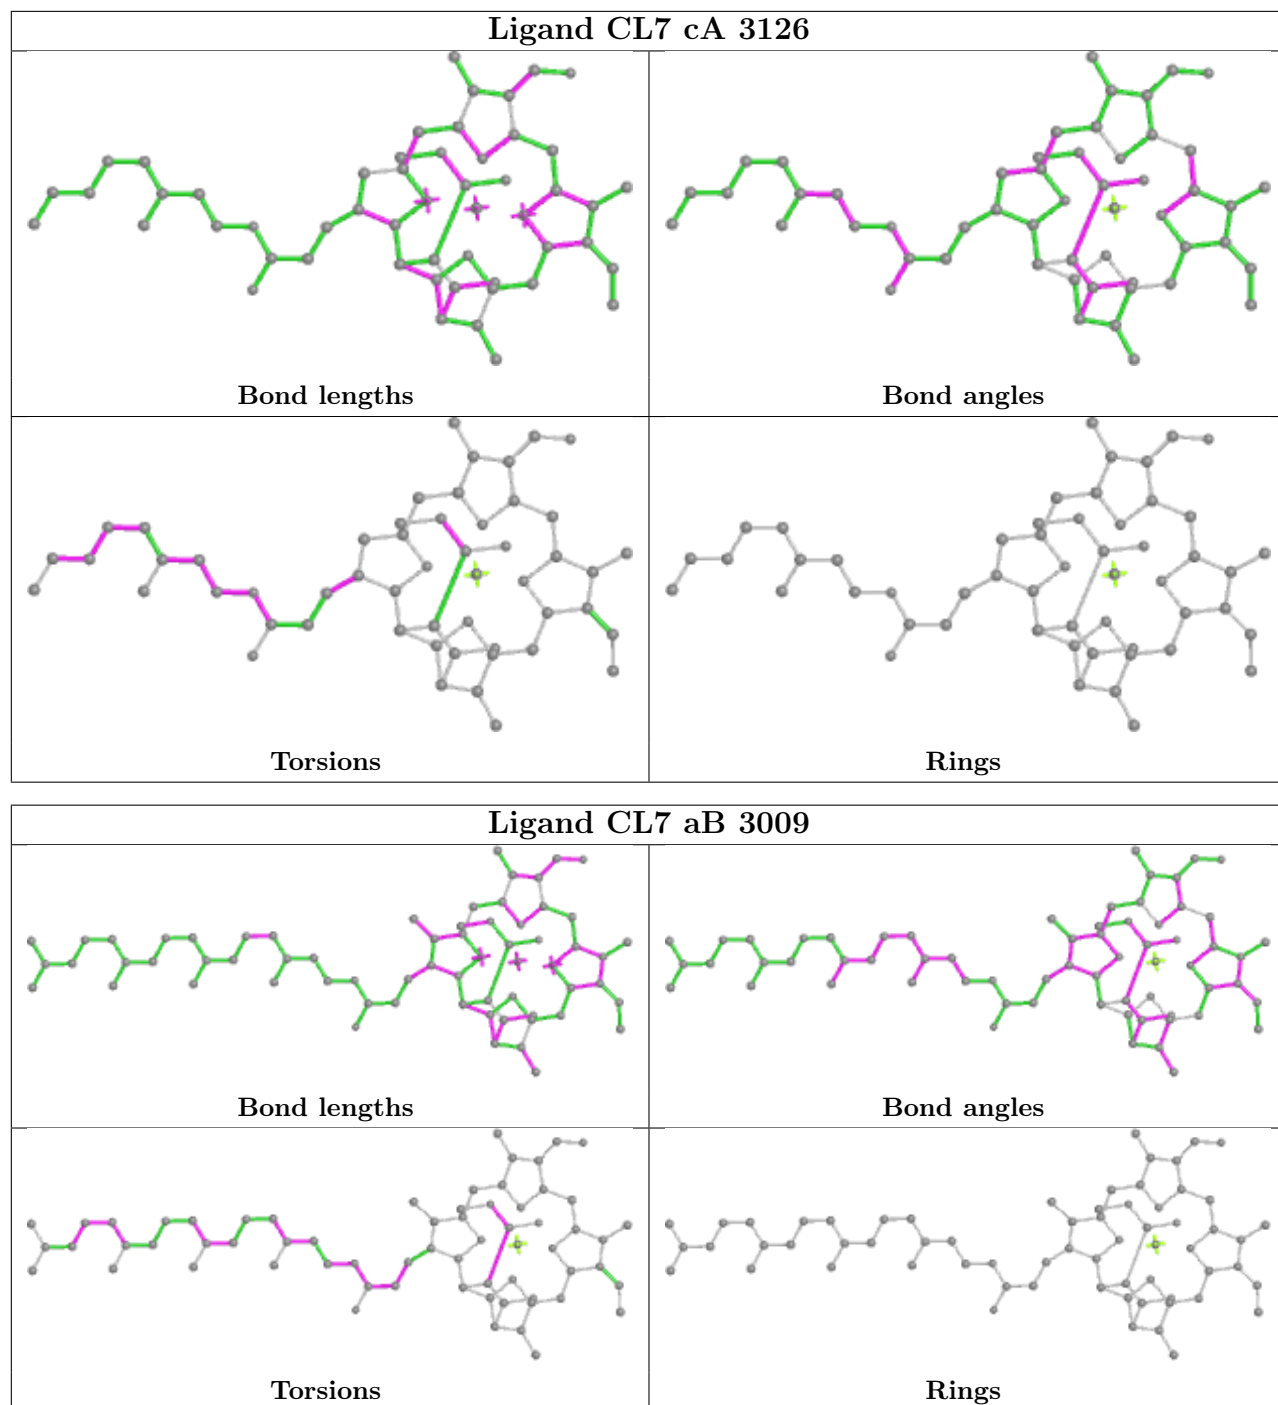 Ligand CL7 cA 3126
Bond lengths
Bond angles
Torsions
Rings
Ligand CL7 aB 3009
Bond lengths
Bond angles
Torsions
Rings